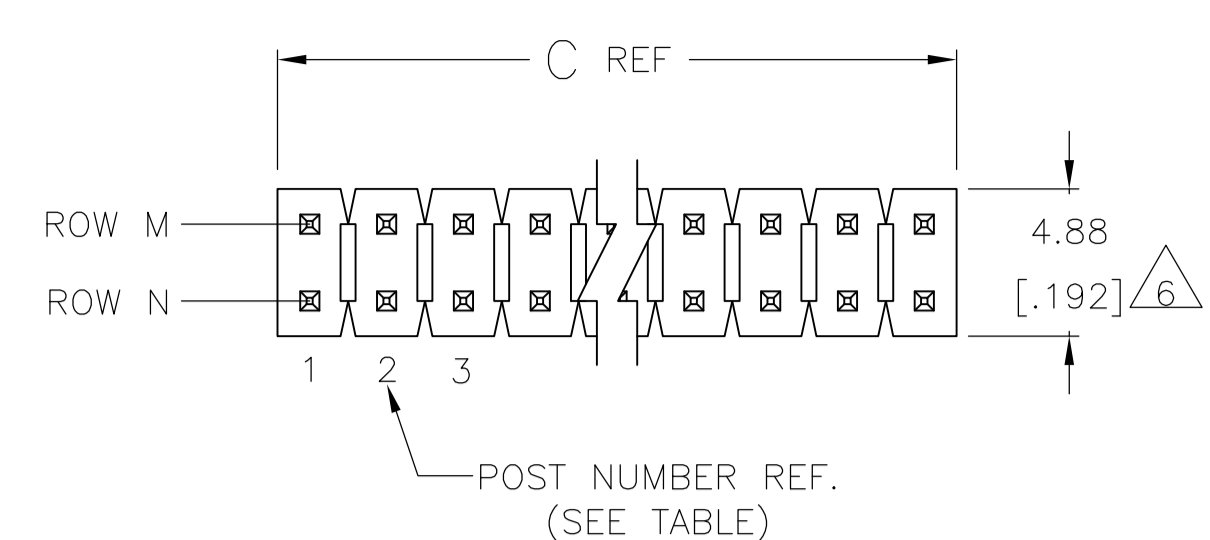 C REF
ROW M
4.88
ROW N
[.192] 6
1 2 3
POST NUMBER REF.
(SEE TABLE)